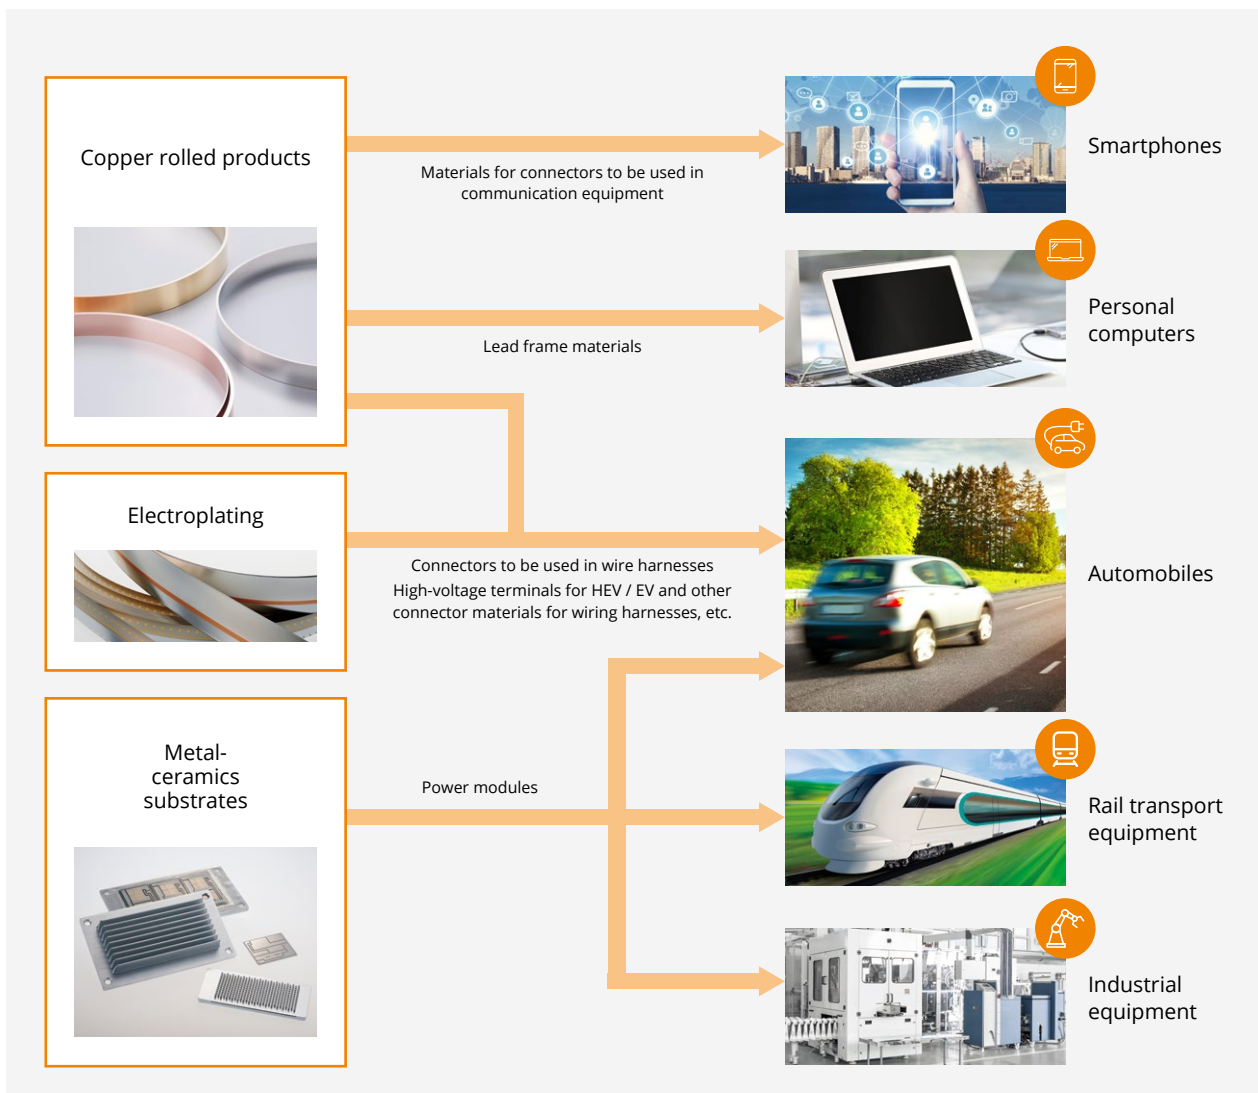 Copper rolled products
Materials for connectors to be used in
communication equipment
Smartphones
Lead frame materials
Personal
computers
Electroplating
Connectors to be used in wire harnesses
High-voltage terminals for HEV / EV and other
connector materials for wiring harnesses, etc.
Automobiles
Metal-
ceramics
substrates
Power modules
Rail transport
equipment
Industrial
equipment